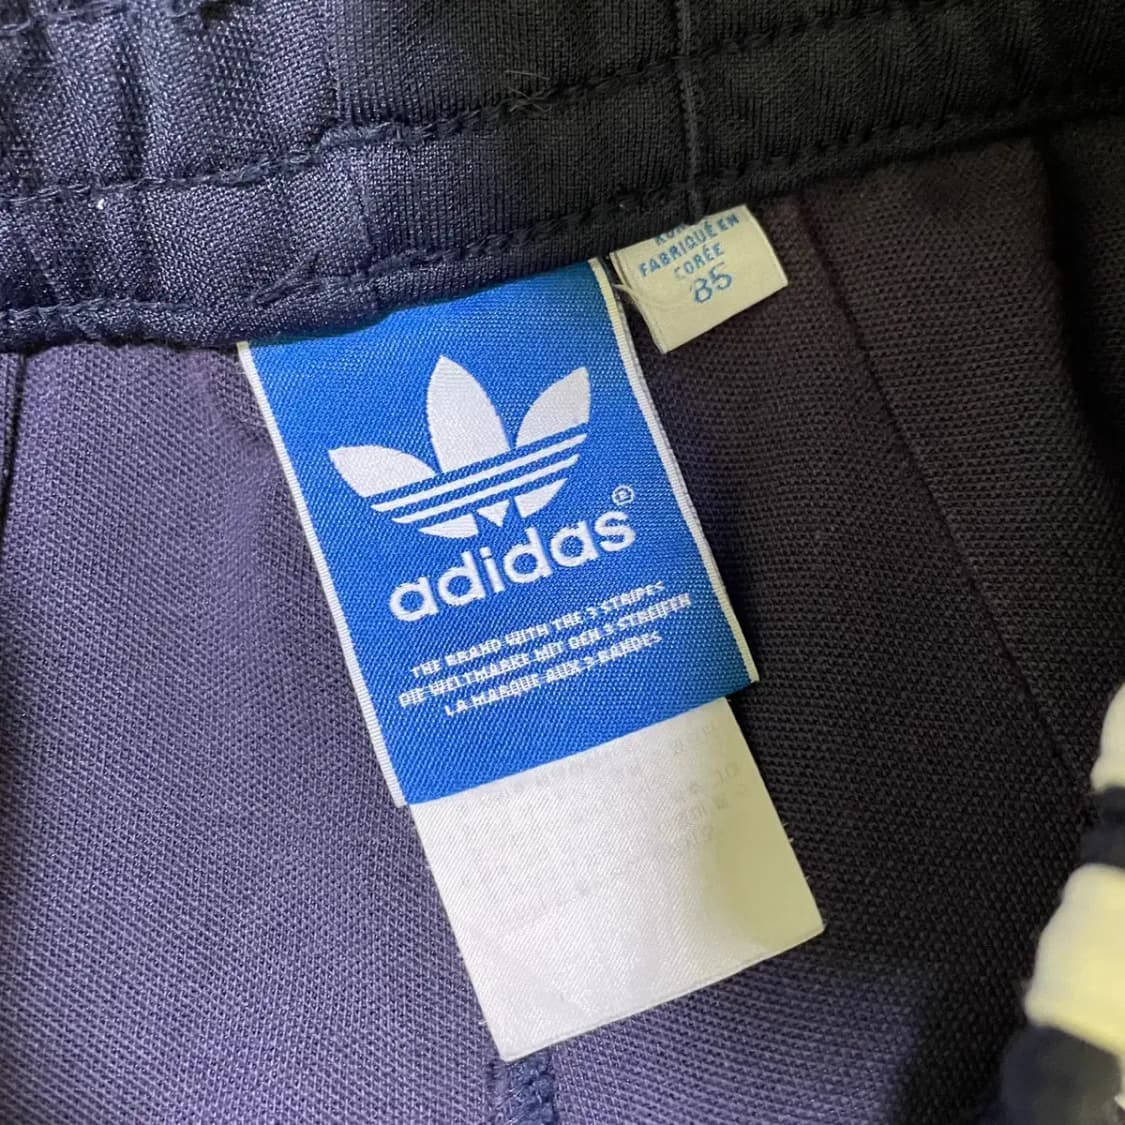 FABRIQUÉ EN
CORÉE
85
adidas®
THE BRAND WITH THE 3 STRIPES
DIE WELTMARKE MIT DEN 3 STREIFEN
LA MARQUE AUX 3 BANDES